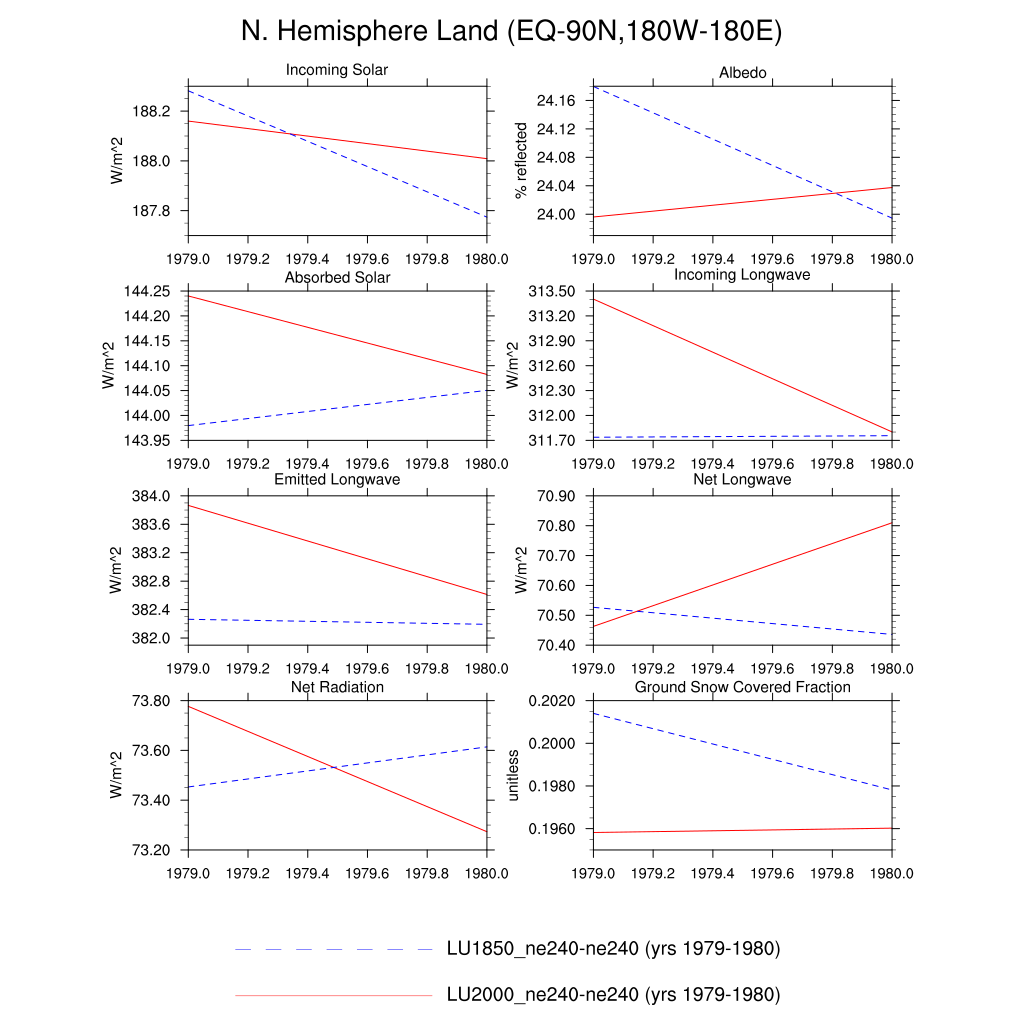 N. Hemisphere Land (EQ-90N,180W-180E)
Incoming Solar
W/m^2
188.2
188.0
187.8
1979.0 1979.2 1979.4 1979.6 1979.8 1980.0
Albedo
% reflected
24.16
24.12
24.08
24.04
24.00
1979.0 1979.2 1979.4 1979.6 1979.8 1980.0
Absorbed Solar
W/m^2
144.25
144.20
144.15
144.10
144.05
144.00
143.95
1979.0 1979.2 1979.4 1979.6 1979.8 1980.0
Incoming Longwave
W/m^2
313.50
313.20
312.90
312.60
312.30
312.00
311.70
1979.0 1979.2 1979.4 1979.6 1979.8 1980.0
Emitted Longwave
W/m^2
384.0
383.6
383.2
382.8
382.4
382.0
1979.0 1979.2 1979.4 1979.6 1979.8 1980.0
Net Longwave
W/m^2
70.90
70.80
70.70
70.60
70.50
70.40
1979.0 1979.2 1979.4 1979.6 1979.8 1980.0
Net Radiation
W/m^2
73.80
73.60
73.40
73.20
1979.0 1979.2 1979.4 1979.6 1979.8 1980.0
Ground Snow Covered Fraction
unitless
0.2020
0.2000
0.1980
0.1960
1979.0 1979.2 1979.4 1979.6 1979.8 1980.0
LU1850_ne240-ne240 (yrs 1979-1980)
LU2000_ne240-ne240 (yrs 1979-1980)